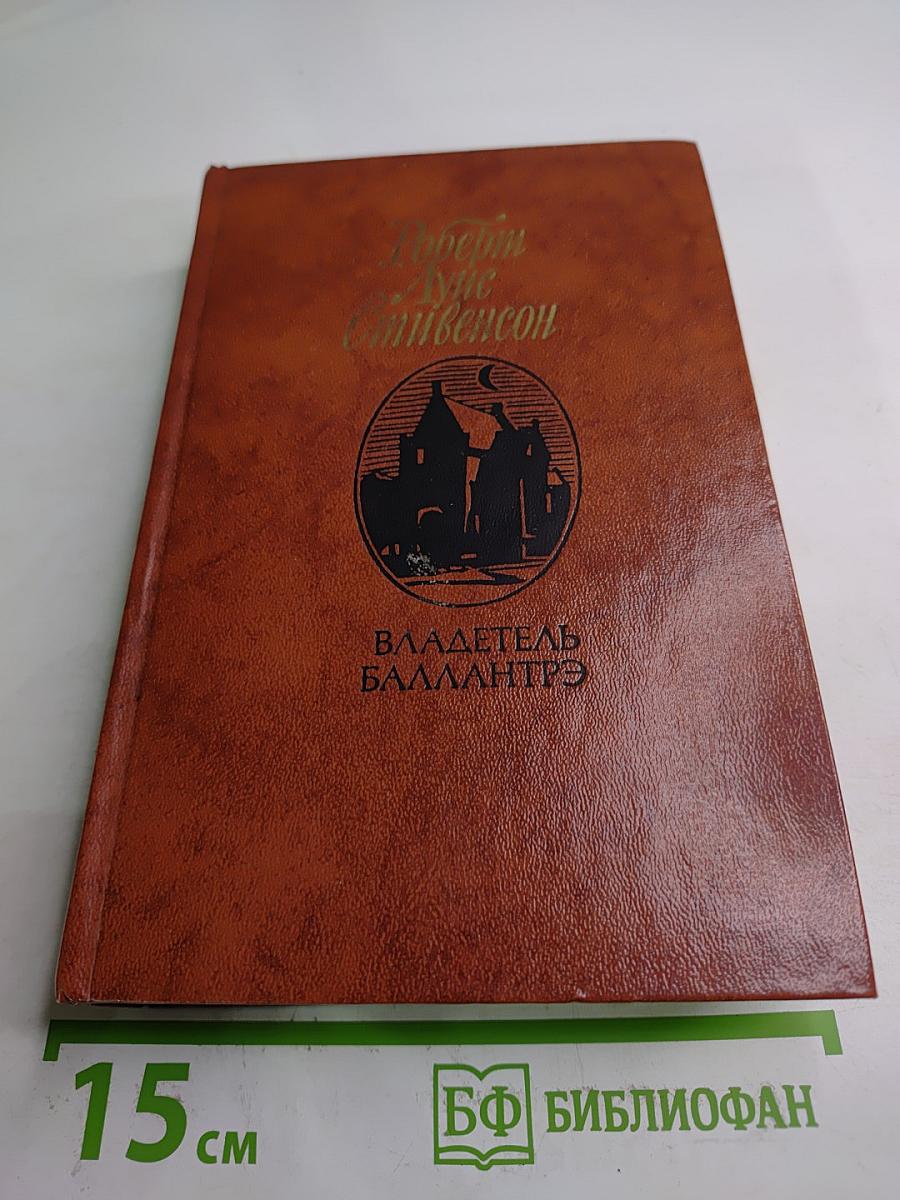 Роберт
Луис
Стивенсон
ВЛАДЕТЕЛЬ
БАЛЛАНТРЭ
15 см
БФ БИБЛИОФАН